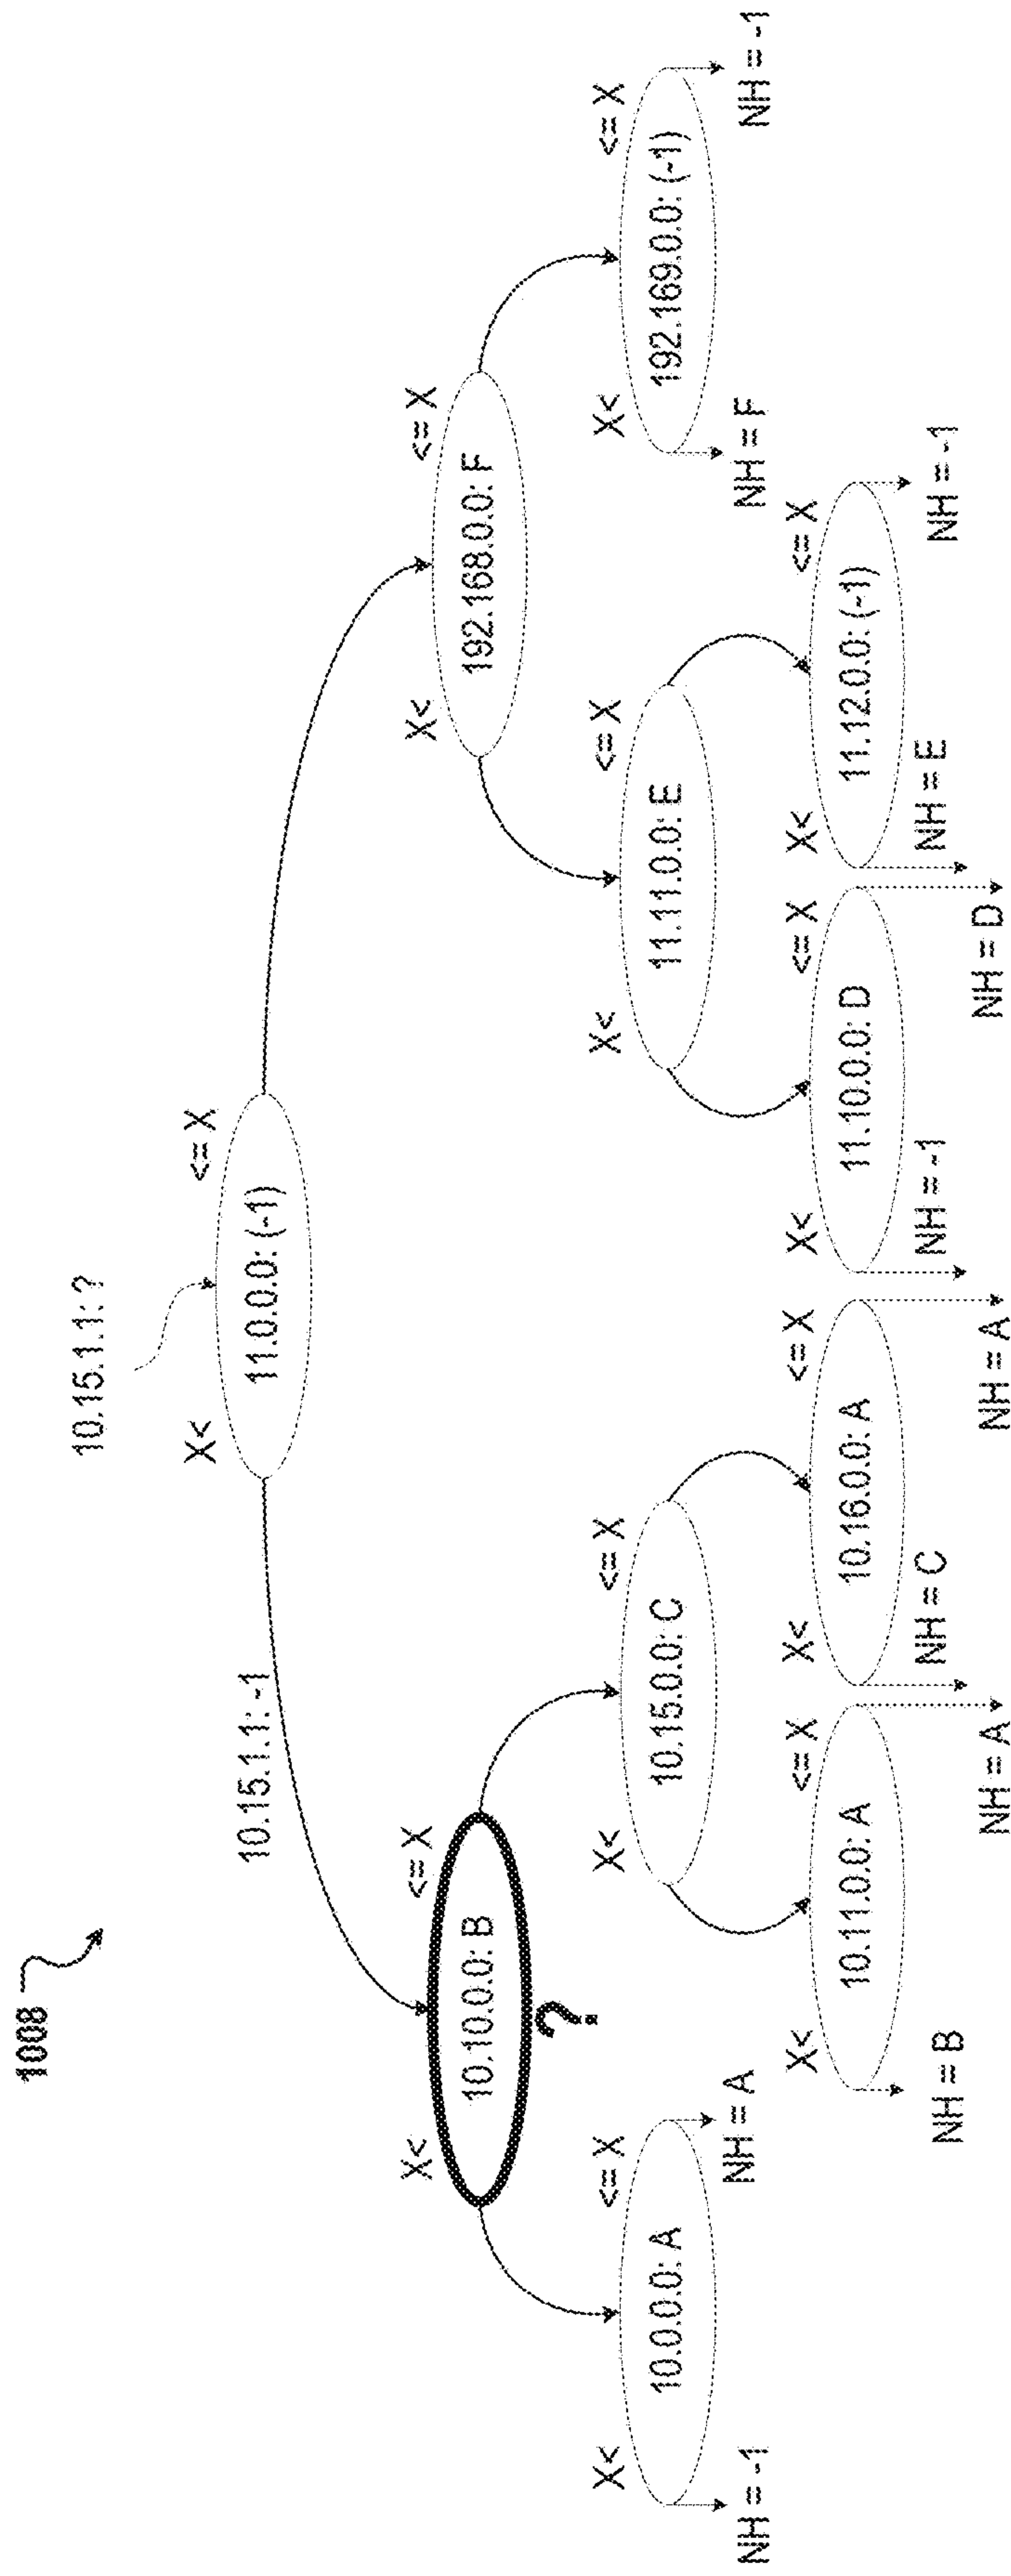 1008
10.15.1.1: ?
X<
<= X
11.0.0.0: (-1)
10.15.1.1: -1
X<
<= X
X<
<= X
10.10.0.0: B
192.168.0.0: F
?
X<
<= X
X<
<= X
X<
<= X
X<
<= X
10.0.0.0: A
10.15.0.0: C
11.11.0.0: E
192.169.0.0: (-1)
NH = -1
NH = A
NH = F
NH = -1
X<
<= X
X<
<= X
X<
<= X
X<
<= X
10.11.0.0: A
10.16.0.0: A
11.10.0.0: D
11.12.0.0: (-1)
NH = B
NH = C
NH = -1
NH = E
NH = -1
NH = A
NH = A
NH = D